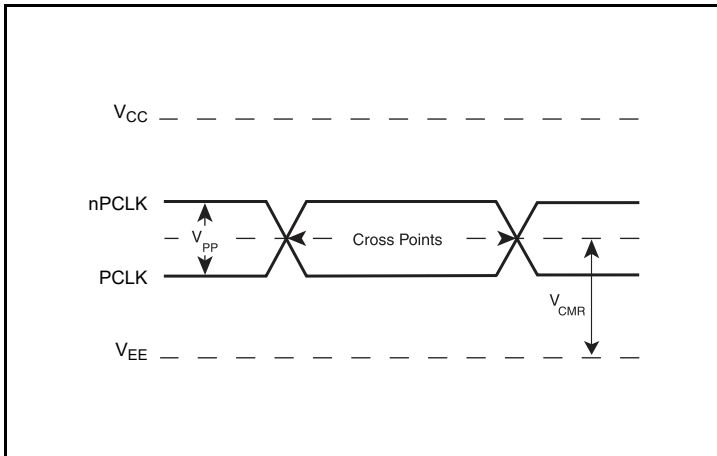 VCC
nPCLK
VPP
Cross Points
PCLK
VCMR
VEE